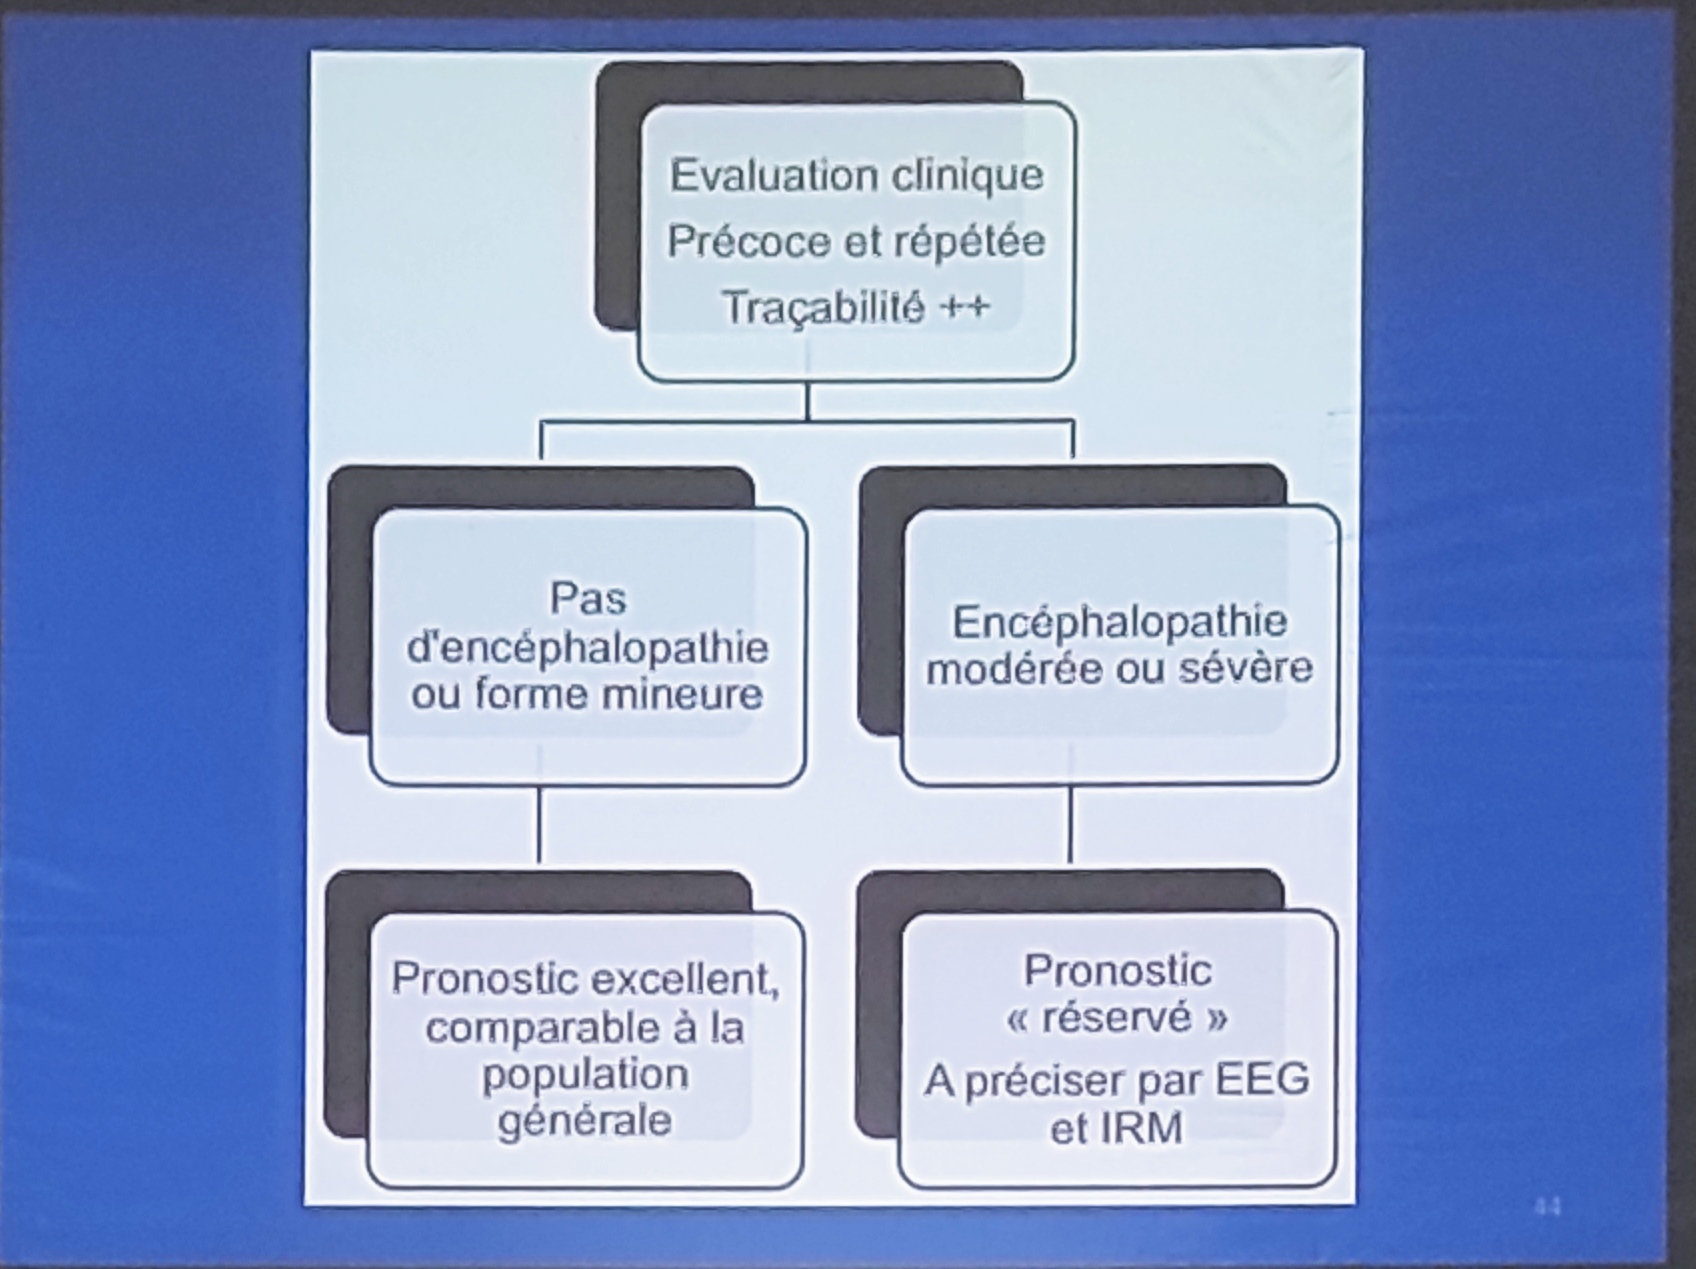 Evaluation clinique
Précoce et répétée
Traçabilité ++
Pas
d'encéphalopathie
ou forme mineure
Encéphalopathie
modérée ou sévère
Pronostic excellent,
comparable à la
population
générale
Pronostic
« réservé »
A préciser par EEG
et IRM
44